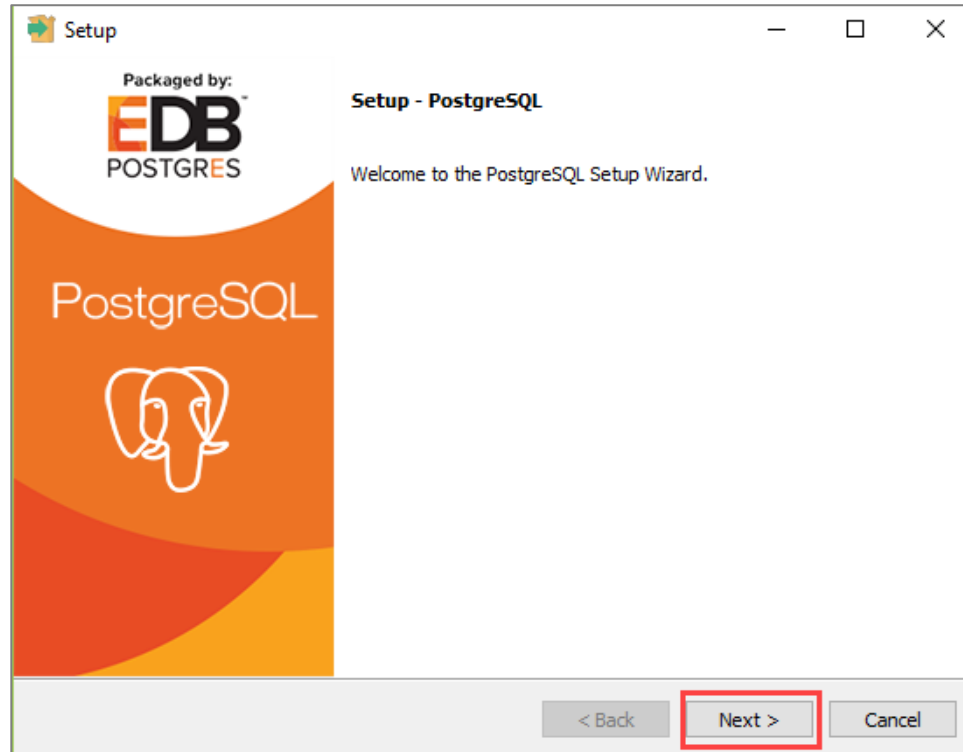 Setup
Packaged by:
EDB
POSTGRES
Setup - PostgreSQL
Welcome to the PostgreSQL Setup Wizard.
PostgreSQL
< Back
Next >
Cancel